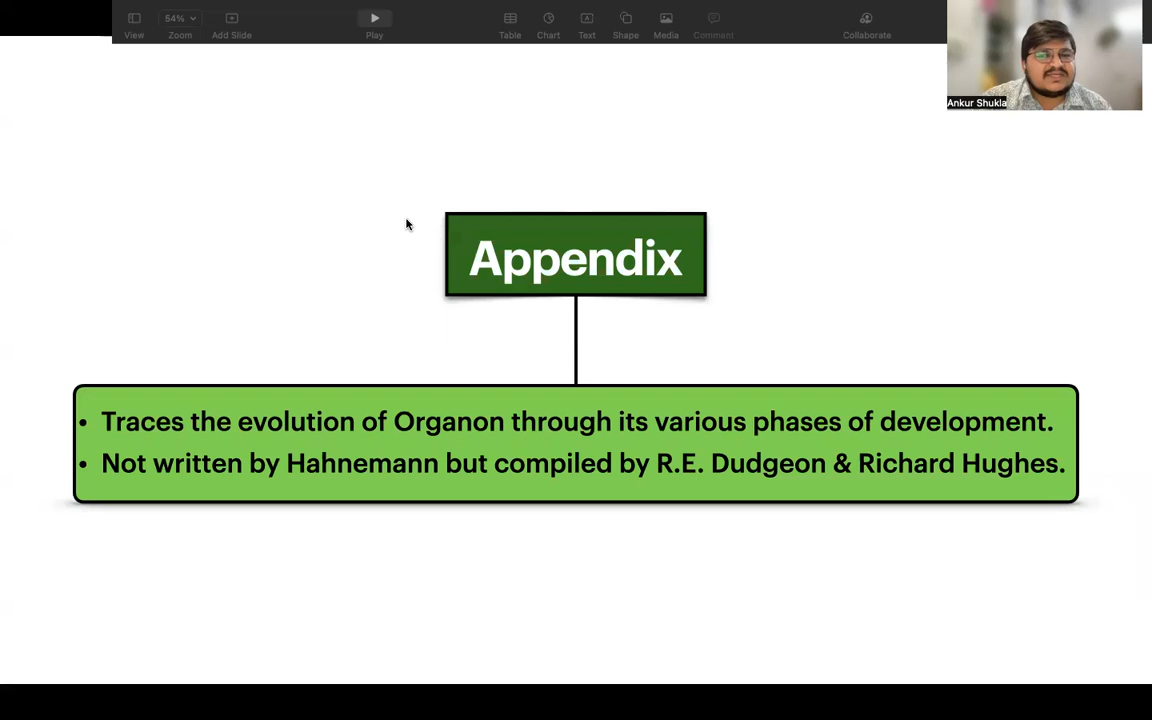 54%
View
Zoom
Add Slide
Play
Table
Chart
Text
Shape
Media
Comment
Collaborate
Ankur Shukla
Appendix
• Traces the evolution of Organon through its various phases of development.
• Not written by Hahnemann but compiled by R.E. Dudgeon & Richard Hughes.